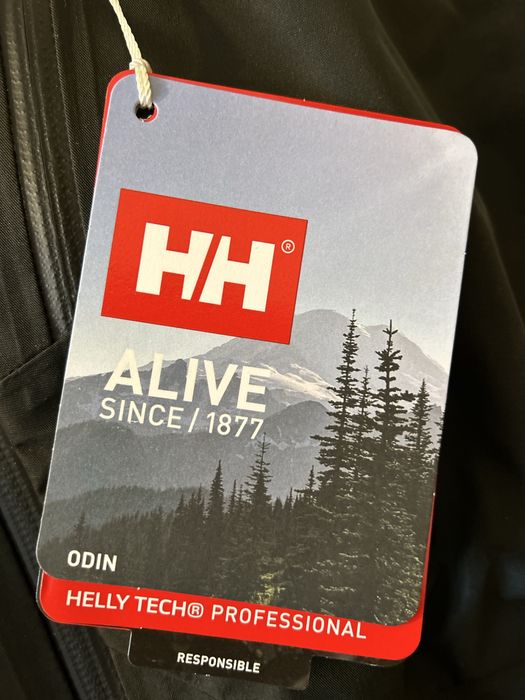 HH®
ALIVE
SINCE / 1877
ODIN
HELLY TECH® PROFESSIONAL
RESPONSIBLE